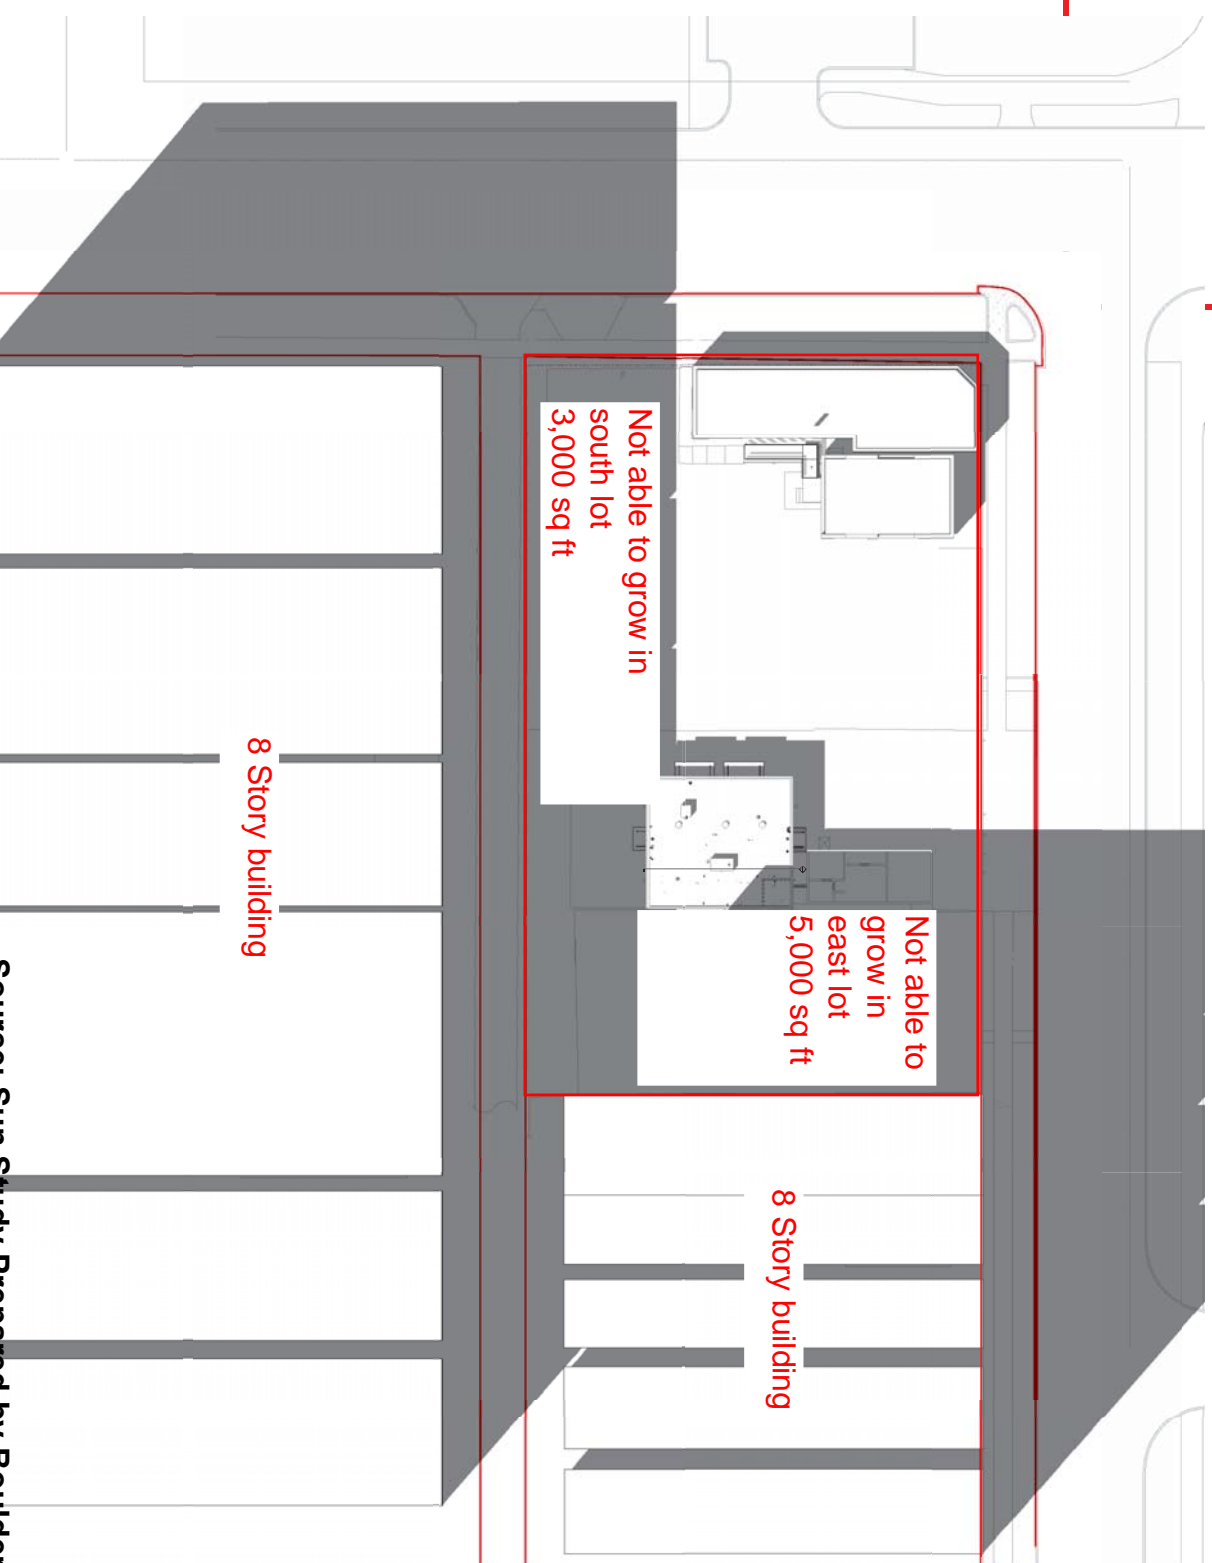 Not able to grow in
south lot
3,000 sq ft
Not able to
grow in
east lot
5,000 sq ft
8 Story building
8 Story building